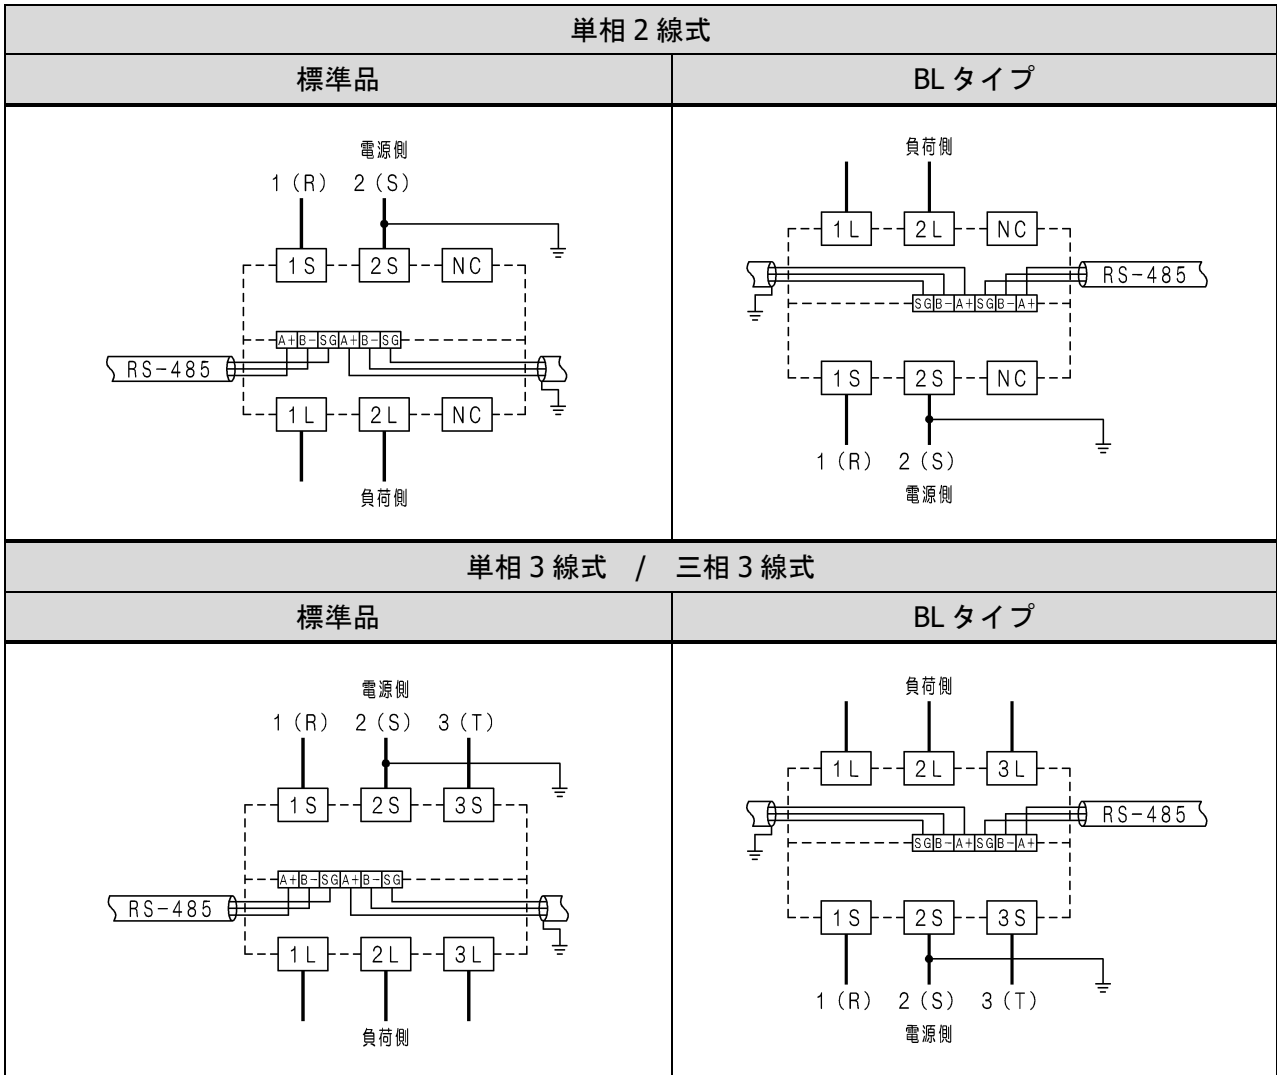 単相2線式
標準品
BLタイプ
電源側
1(R) 2(S)
1S 2S NC
A+ B- SG A+ B- SG
RS-485
1L 2L NC
負荷側
負荷側
1L 2L NC
RS-485
SG B- A+ SG B- A+
1S 2S NC
1(R) 2(S)
電源側
単相3線式 / 三相3線式
標準品
BLタイプ
電源側
1(R) 2(S) 3(T)
1S 2S 3S
A+ B- SG A+ B- SG
RS-485
1L 2L 3L
負荷側
負荷側
1L 2L 3L
RS-485
SG B- A+ SG B- A+
1S 2S 3S
1(R) 2(S) 3(T)
電源側